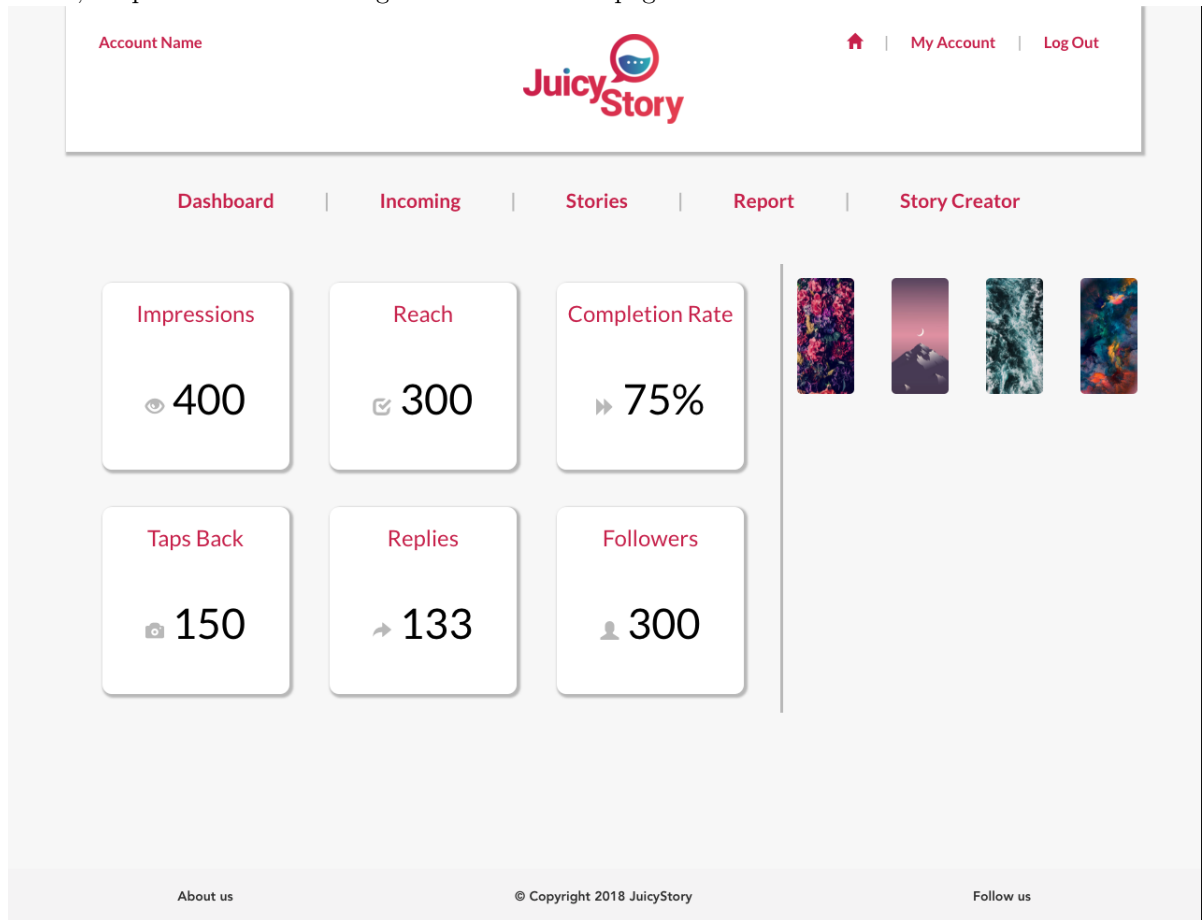 Account Name
Juicy
Story
| My Account | Log Out
Dashboard | Incoming | Stories | Report | Story Creator
Impressions
400
Reach
300
Completion Rate
75%
Taps Back
150
Replies
133
Followers
300
About us
© Copyright 2018 JuicyStory
Follow us